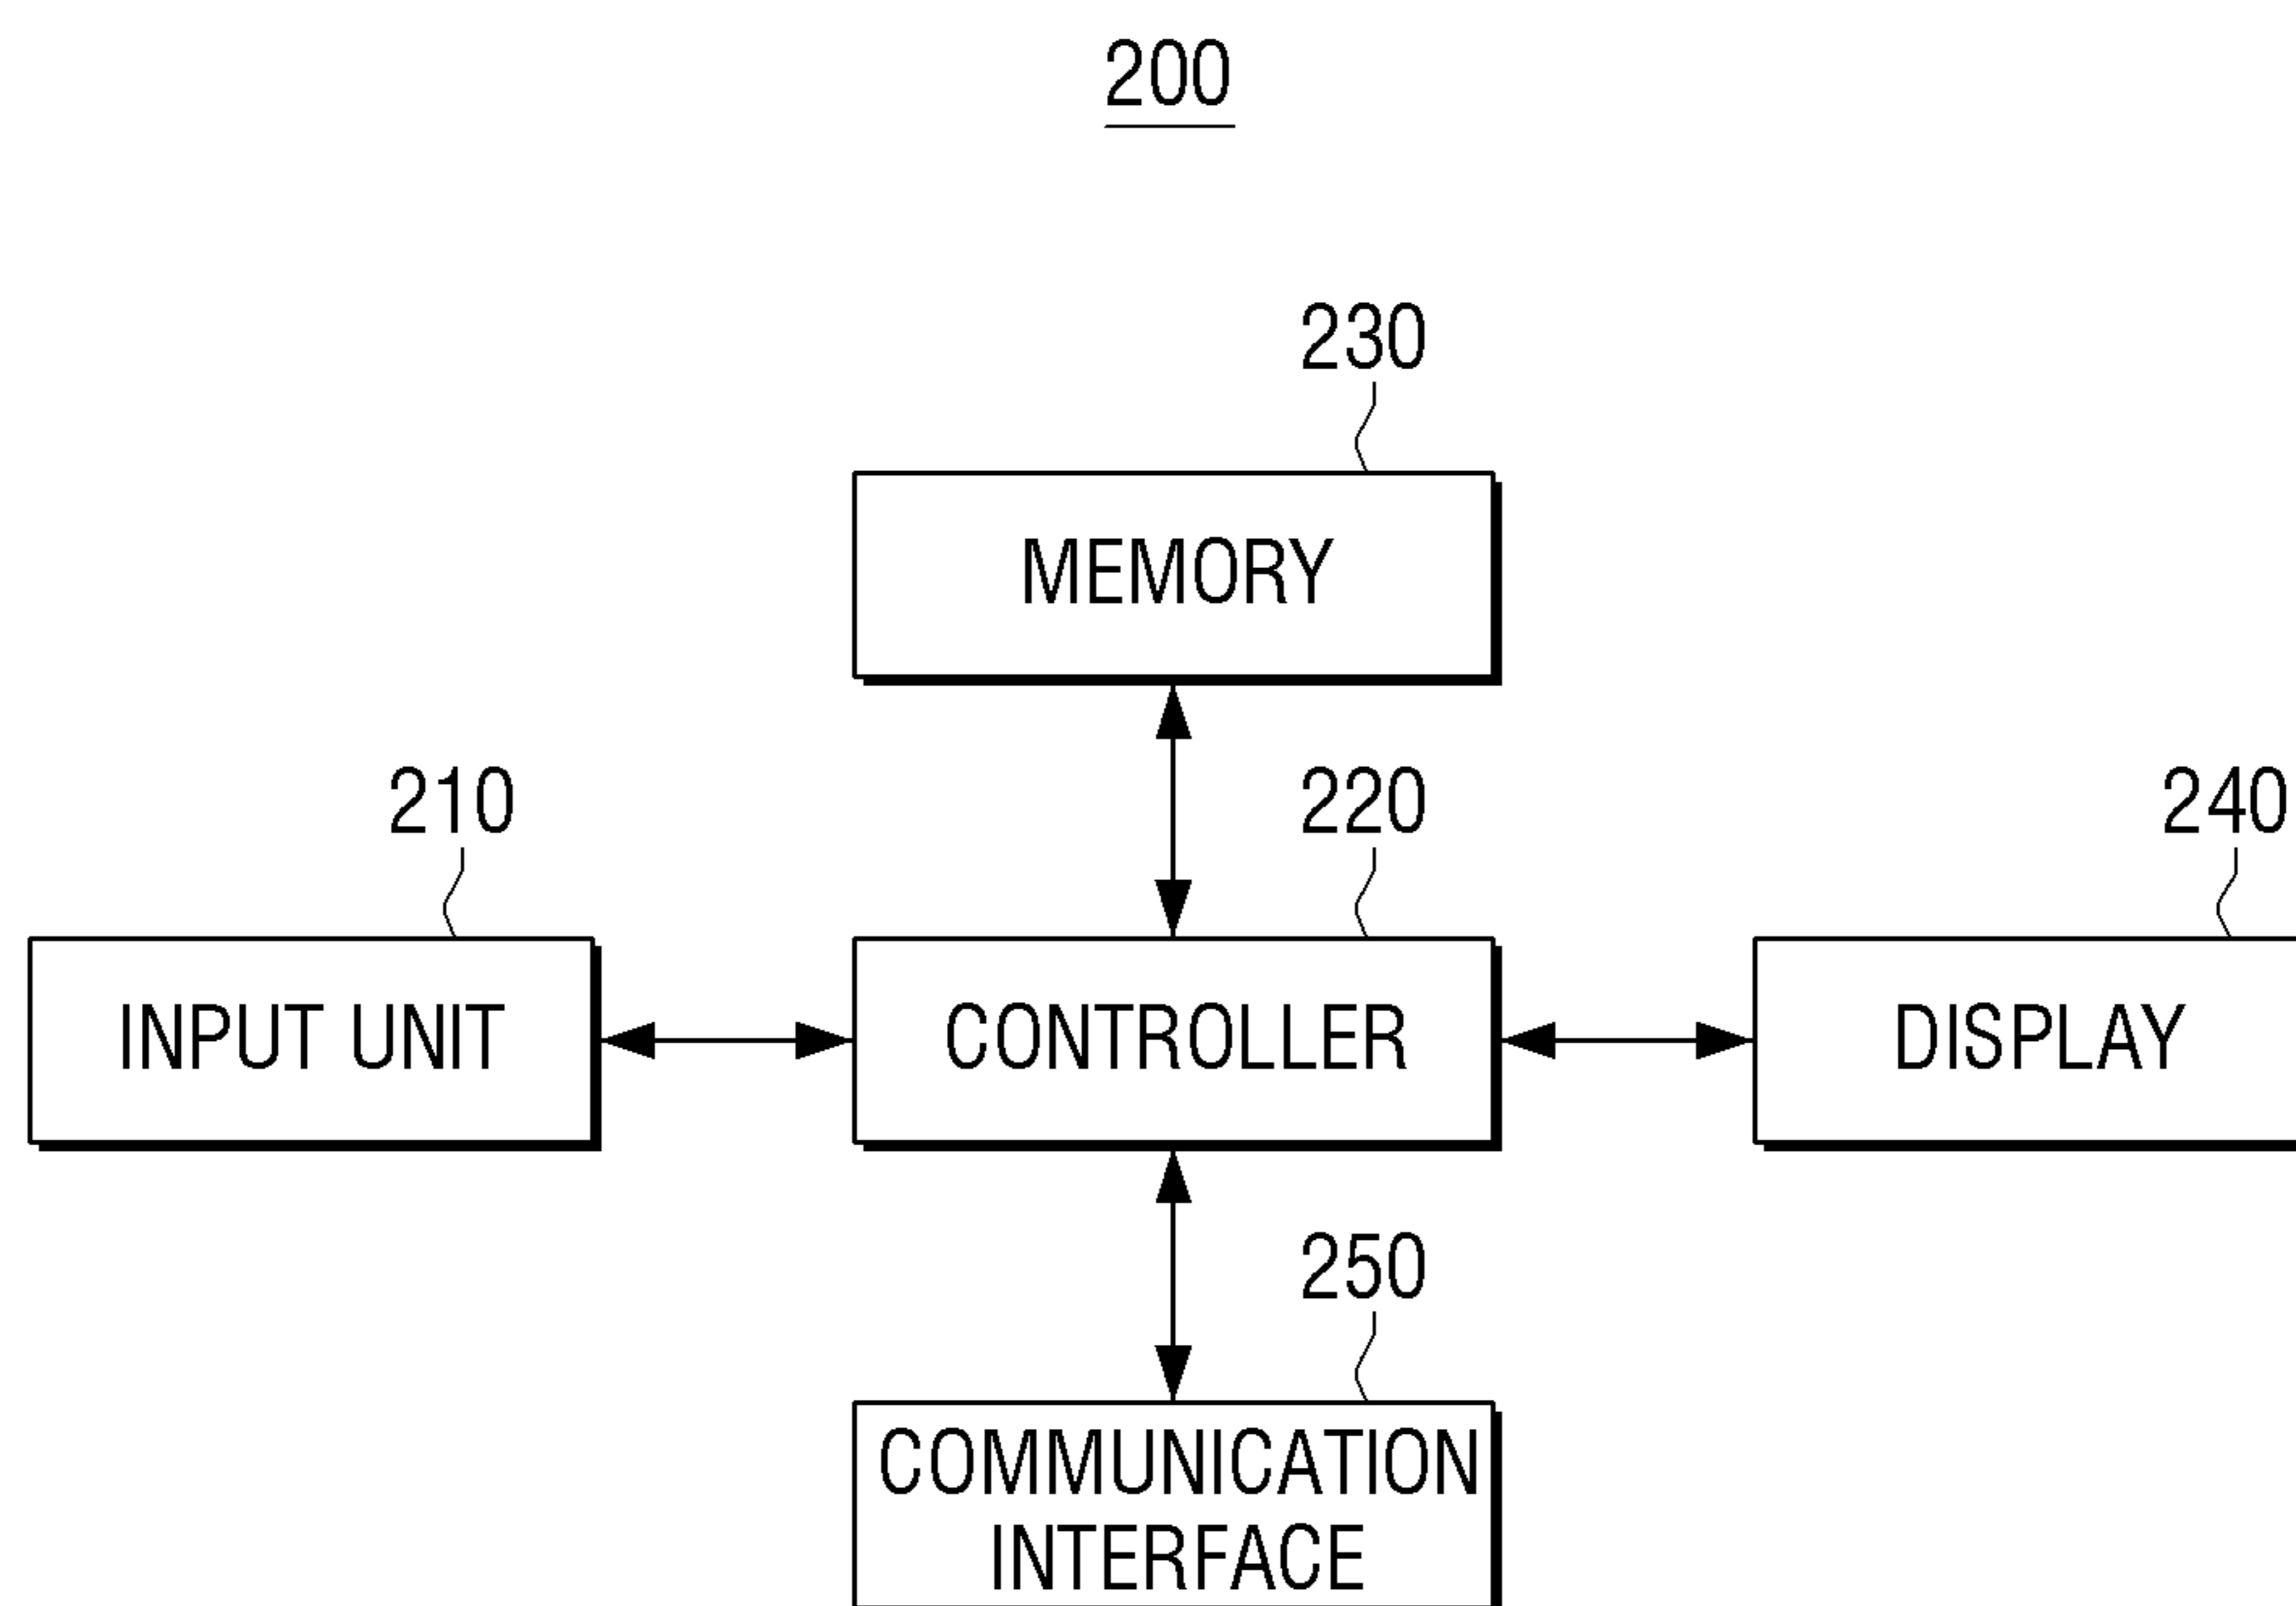 200
230
MEMORY
210
220
240
INPUT UNIT
CONTROLLER
DISPLAY
250
COMMUNICATION
INTERFACE